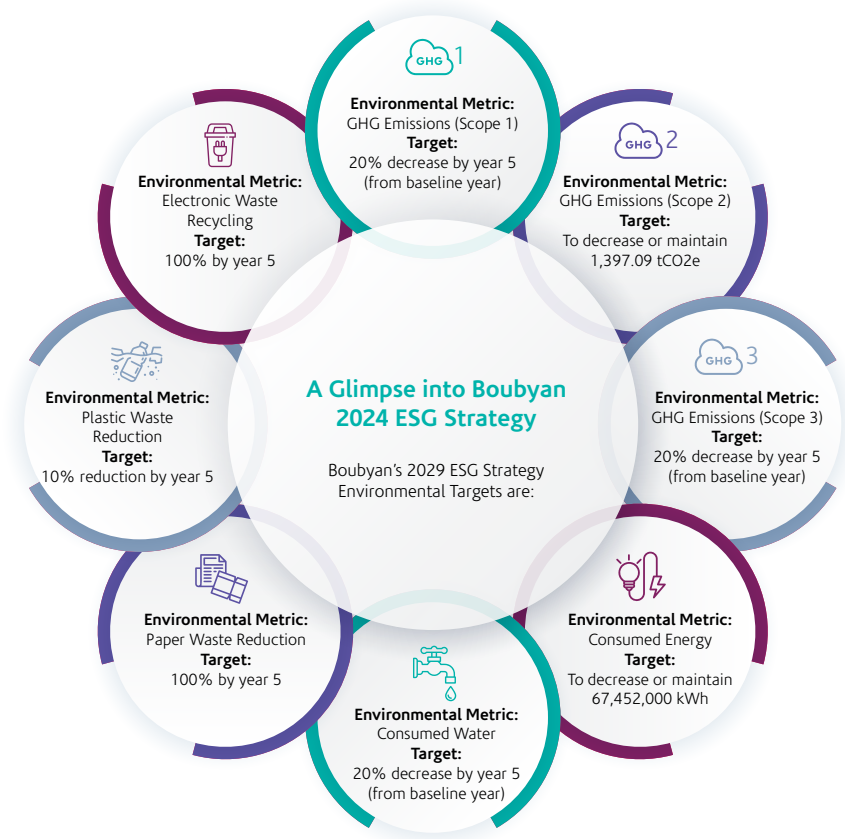 A Glimpse into Boubyan
2024 ESG Strategy
Boubyan's 2029 ESG Strategy
Environmental Targets are:
GHG 1
Environmental Metric:
GHG Emissions (Scope 1)
Target:
20% decrease by year 5
(from baseline year)
GHG 2
Environmental Metric:
GHG Emissions (Scope 2)
Target:
To decrease or maintain
1,397.09 tCO2e
GHG 3
Environmental Metric:
GHG Emissions (Scope 3)
Target:
20% decrease by year 5
(from baseline year)
Environmental Metric:
Consumed Energy
Target:
To decrease or maintain
67,452,000 kWh
Environmental Metric:
Consumed Water
Target:
20% decrease by year 5
(from baseline year)
Environmental Metric:
Paper Waste Reduction
Target:
100% by year 5
Environmental Metric:
Plastic Waste
Reduction
Target:
10% reduction by year 5
Environmental Metric:
Electronic Waste
Recycling
Target:
100% by year 5